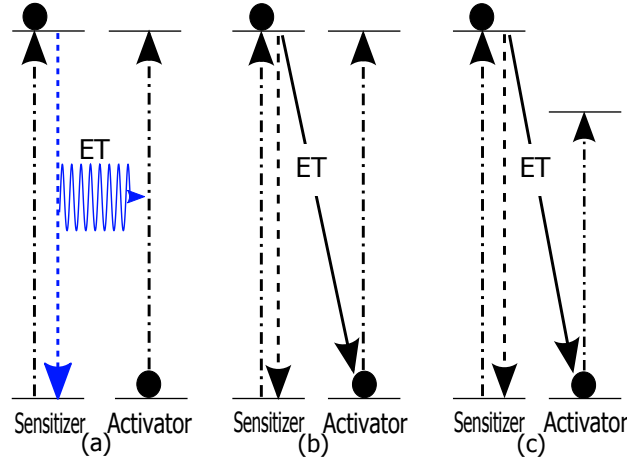 ET
ET
ET
Sensitizer Activator
Sensitizer Activator
Sensitizer Activator
(a)
(b)
(c)